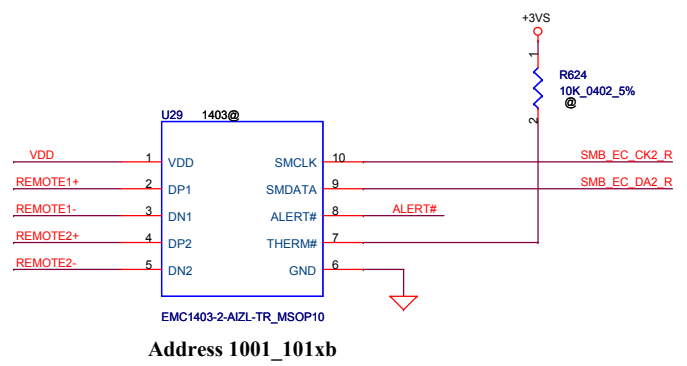 +3VS
1
R624
10K_0402_5%
@
2
U29 1403@
VDD 1 VDD SMCLK 10 SMB_EC_CK2_R
REMOTE1+ 2 DP1 SMDATA 9 SMB_EC_DA2_R
REMOTE1- 3 DN1 ALERT# 8 ALERT#
REMOTE2+ 4 DP2 THERM# 7
REMOTE2- 5 DN2 GND 6
EMC1403-2-AIZL-TR_MSOP10
Address 1001_101xb